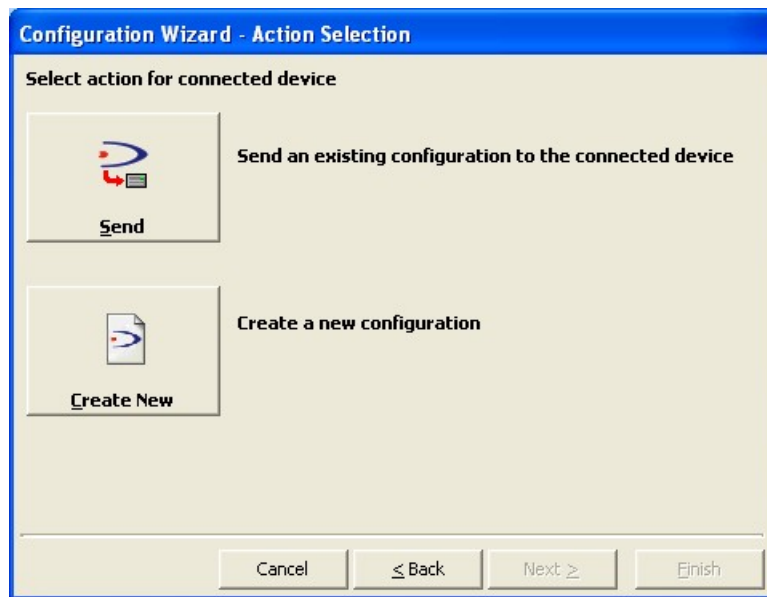 Configuration Wizard - Action Selection
Select action for connected device
Send
Send an existing configuration to the connected device
Create New
Create a new configuration
Cancel
< Back
Next >
Finish